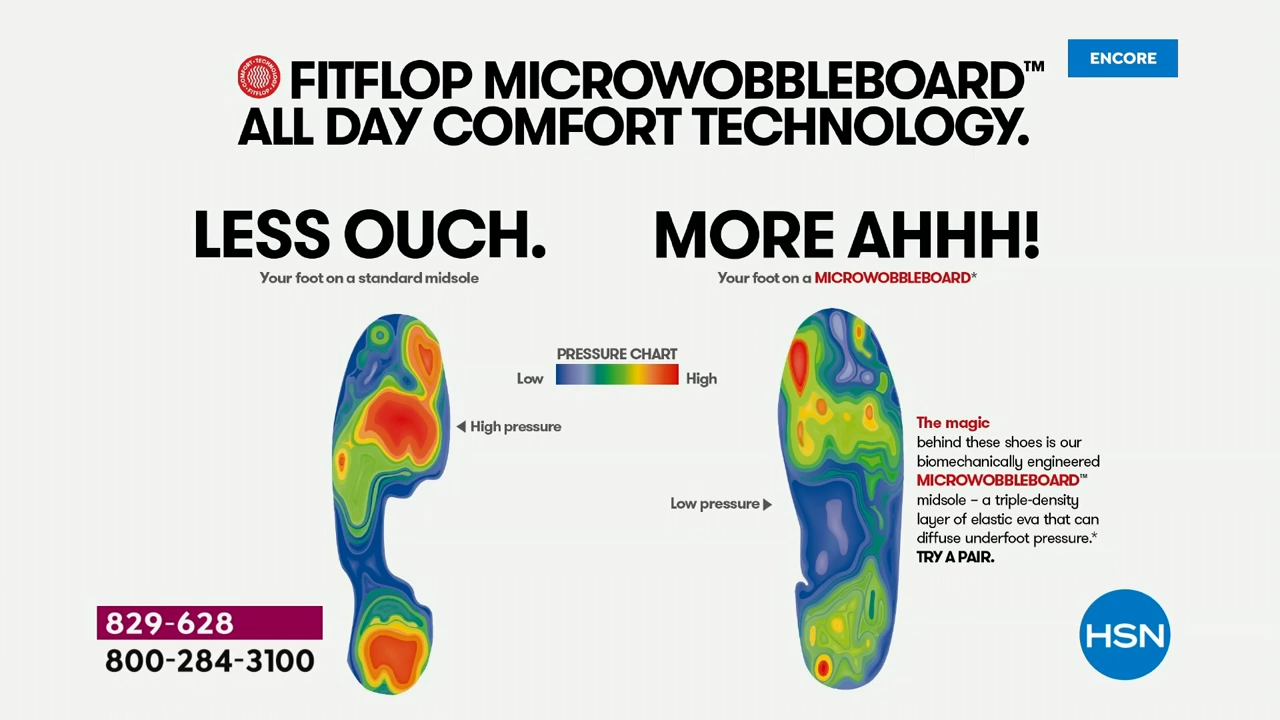 ENCORE
FITFLOP MICROWOBBLEBOARD™
ALL DAY COMFORT TECHNOLOGY.
LESS OUCH.
MORE AHHH!
Your foot on a standard midsole
Your foot on a MICROWOBBLEBOARD*
PRESSURE CHART
Low
High
High pressure
Low pressure
The magic
behind these shoes is our
biomechanically engineered
MICROWOBBLEBOARD™
midsole – a triple-density
layer of elastic eva that can
diffuse underfoot pressure.*
TRY A PAIR.
829-628
800-284-3100
HSN